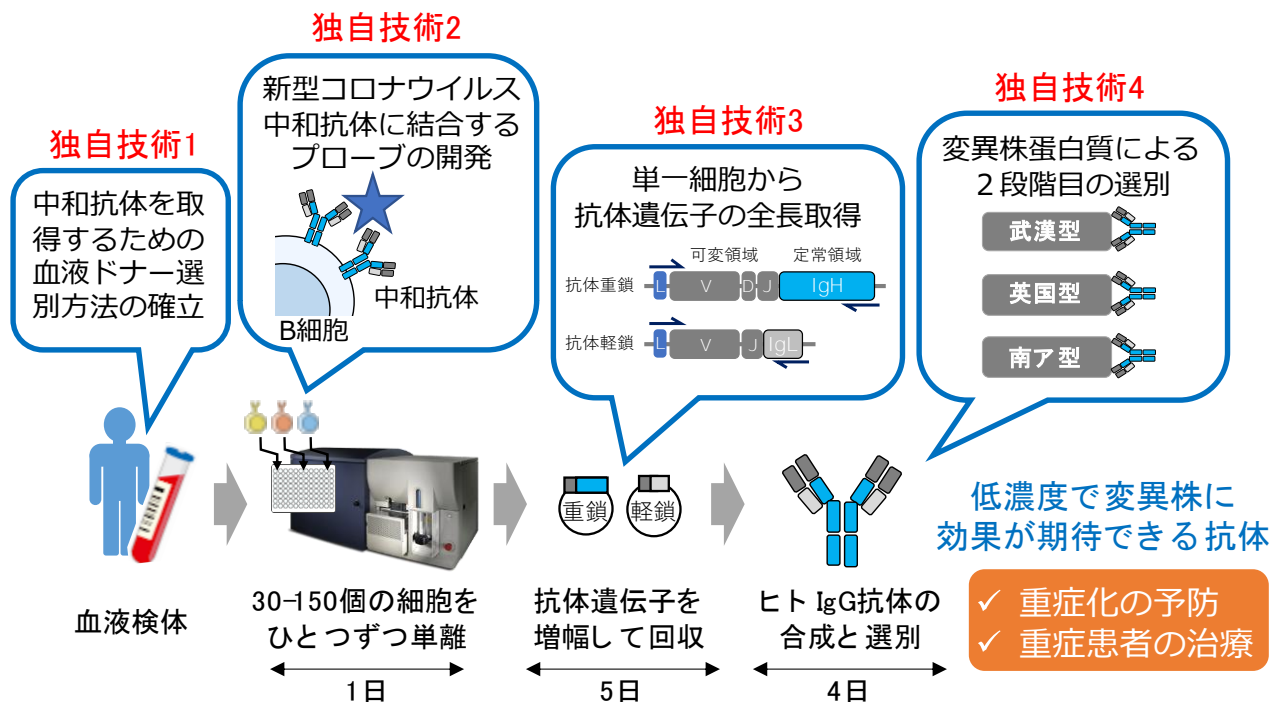 独自技術1
中和抗体を取
得するための
血液ドナー選
別方法の確立
血液検体
独自技術2
新型コロナウイルス
中和抗体に結合する
プローブの開発
中和抗体
B細胞
30-150個の細胞を
ひとつずつ単離
1日
独自技術3
単一細胞から
抗体遺伝子の全長取得
可変領域 定常領域
抗体重鎖 L V D J IgH
抗体軽鎖 L V J IgL
重鎖 軽鎖
抗体遺伝子を
増幅して回収
5日
独自技術4
変異株蛋白質による
２段階目の選別
武漢型
英国型
南ア型
ヒトIgG抗体の
合成と選別
4日
低濃度で変異株に
効果が期待できる抗体
✓ 重症化の予防
✓ 重症患者の治療